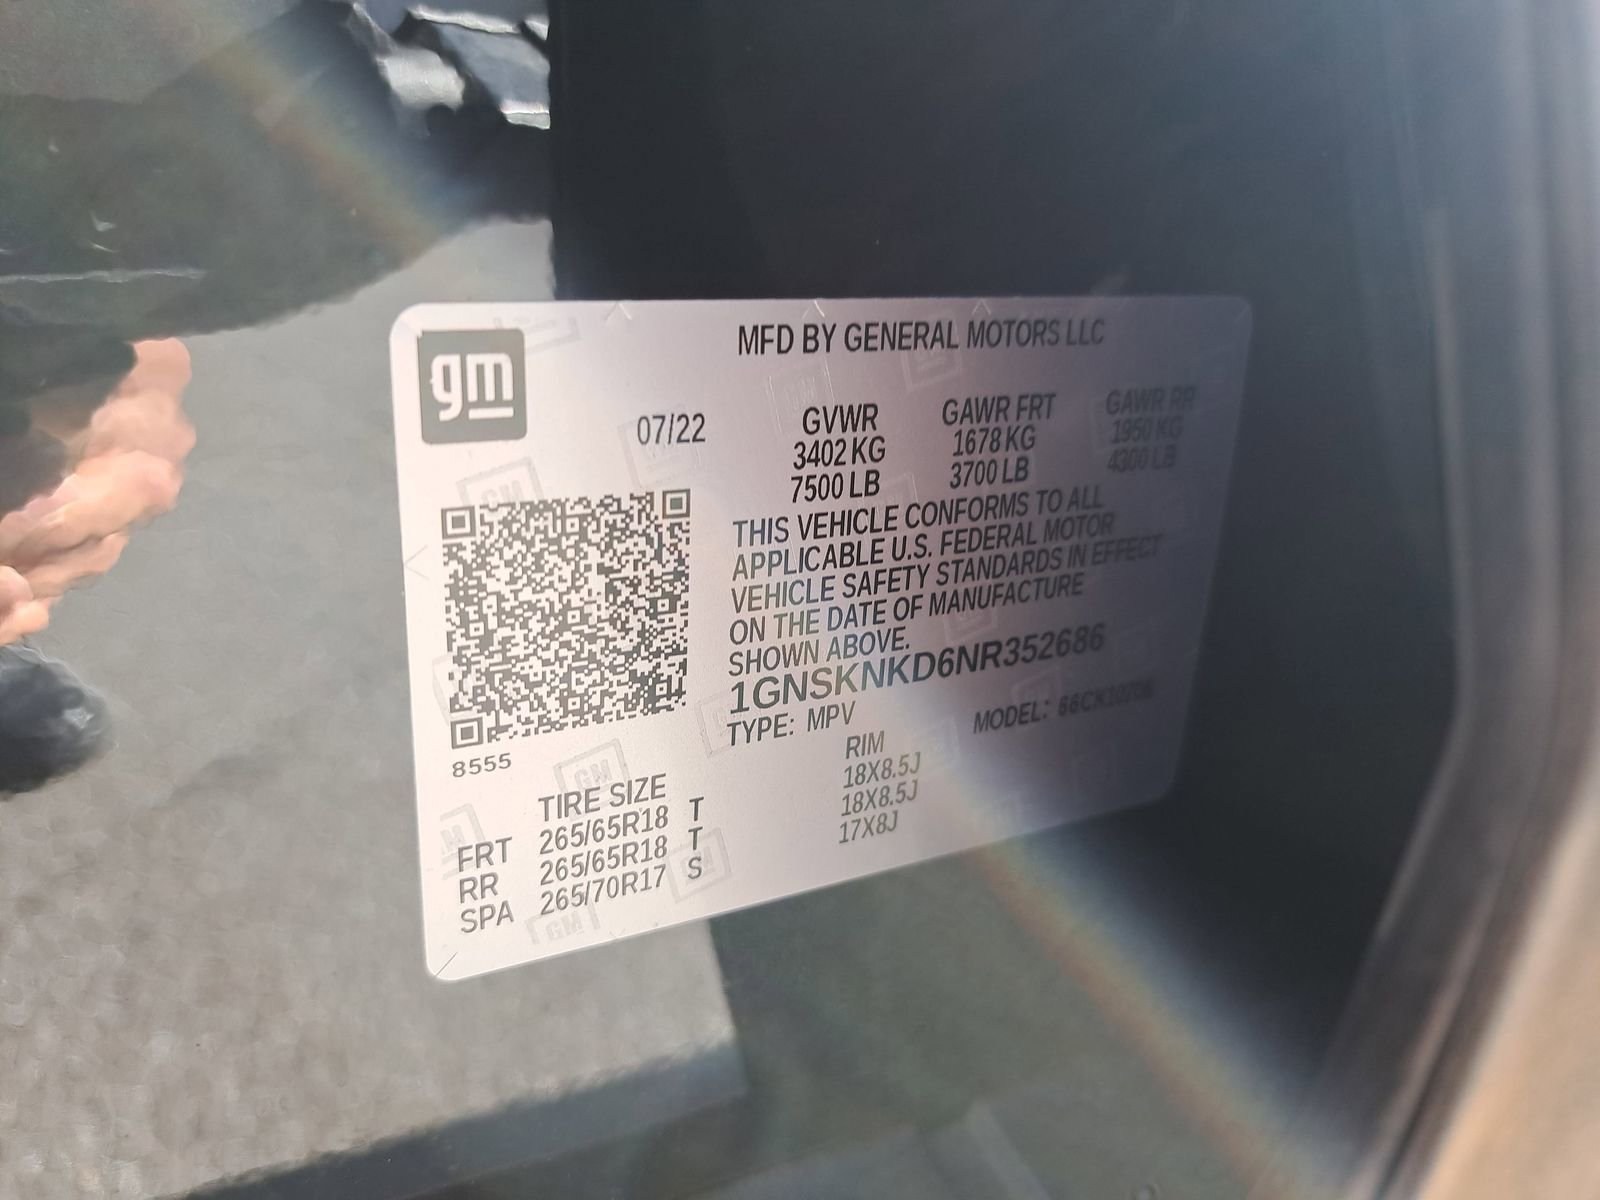 gm
MFD BY GENERAL MOTORS LLC
07/22
GVWR GAWR FRT GAWR RR
3402 KG 1678 KG 1950 KG
7500 LB 3700 LB 4300 LB
THIS VEHICLE CONFORMS TO ALL
APPLICABLE U.S. FEDERAL MOTOR
VEHICLE SAFETY STANDARDS IN EFFECT
ON THE DATE OF MANUFACTURE
SHOWN ABOVE.
1GNSKNKD6NR352686
TYPE: MPV MODEL:
8555
TIRE SIZE RIM
FRT 265/65R18 T 18X8.5J
RR 265/65R18 T 18X8.5J
SPA 265/70R17 S 17X8J